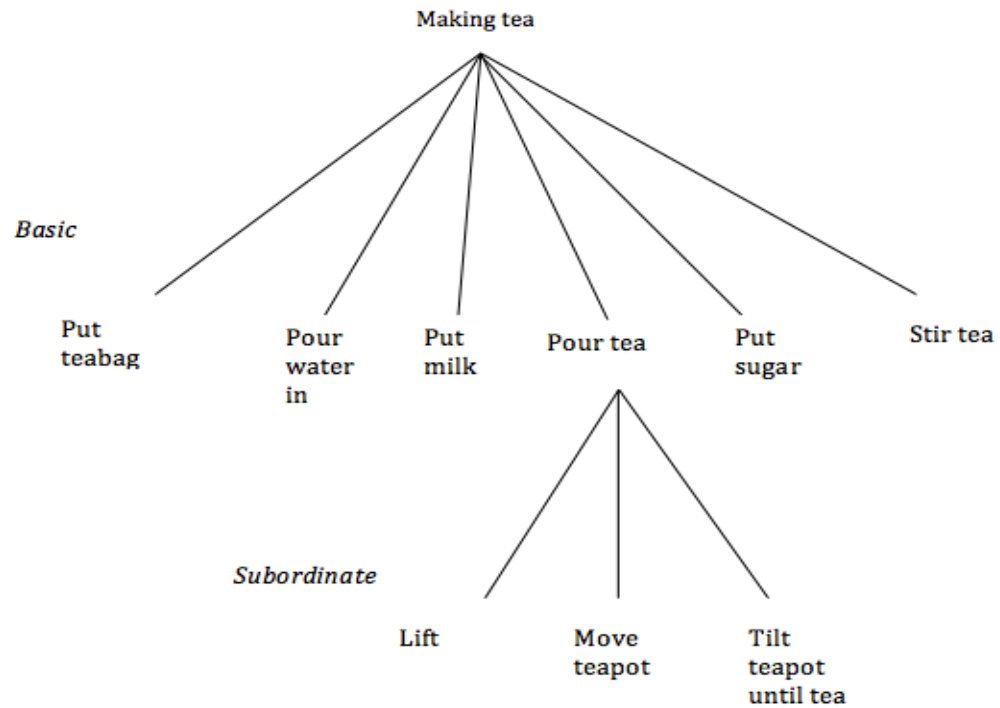 Making tea
Basic
Put
teabag
Pour
water
in
Put
milk
Pour tea
Put
sugar
Stir tea
Subordinate
Lift
Move
teapot
Tilt
teapot
until tea